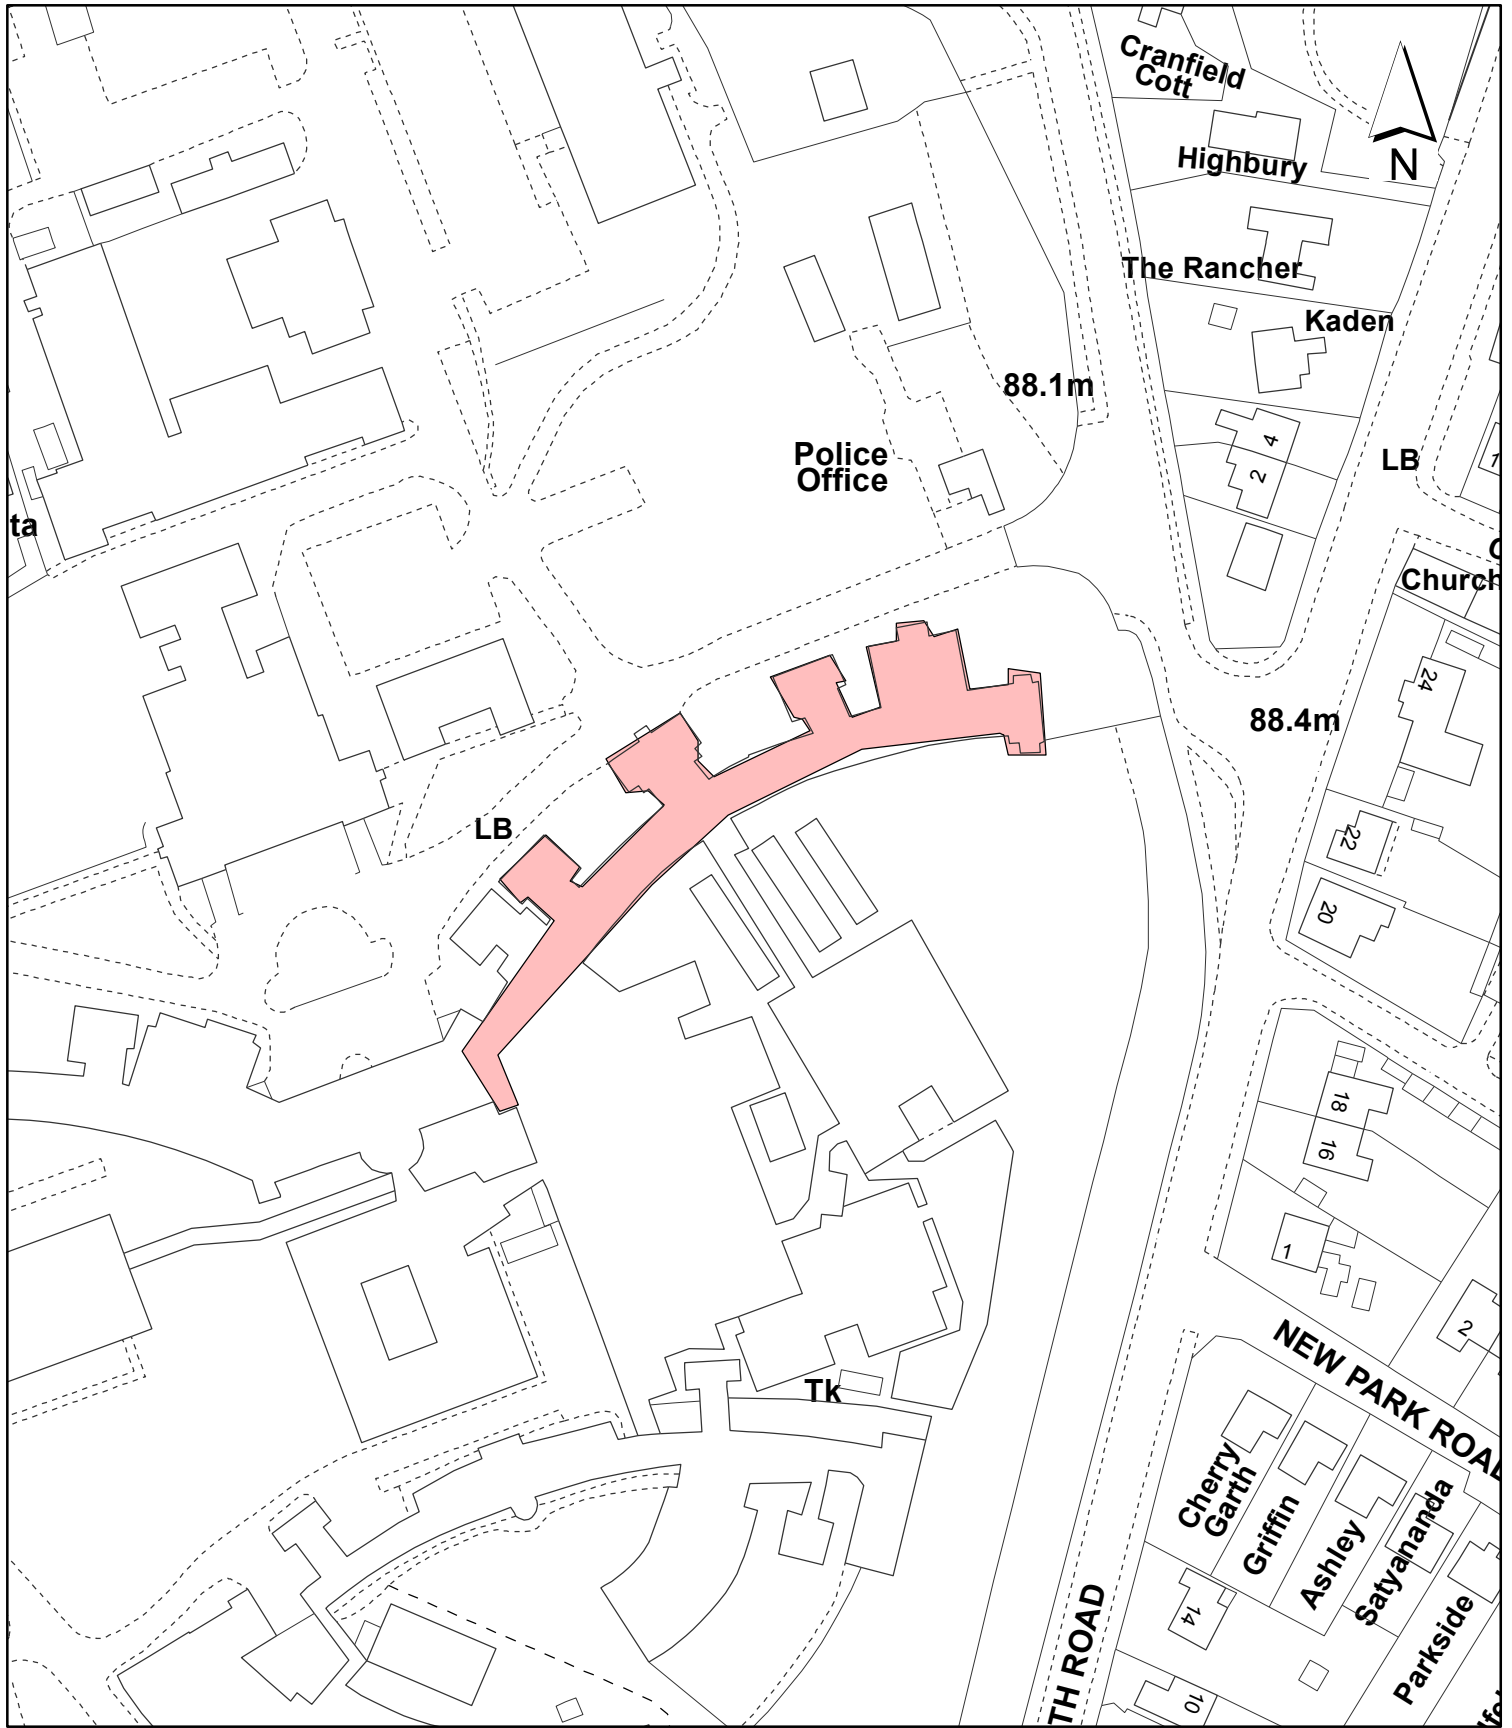 Cranfield
Cott
N
Highbury
The Rancher
Kaden
88.1m
4
Police
Office
LB
2
1
ta
Church
24
88.4m
LB
22
20
18
16
1
2
NEW PARK ROAD
Tk
Cherry
Garth
Griffin
Ashley
Satyananda
Parkside
14
TH ROAD
10